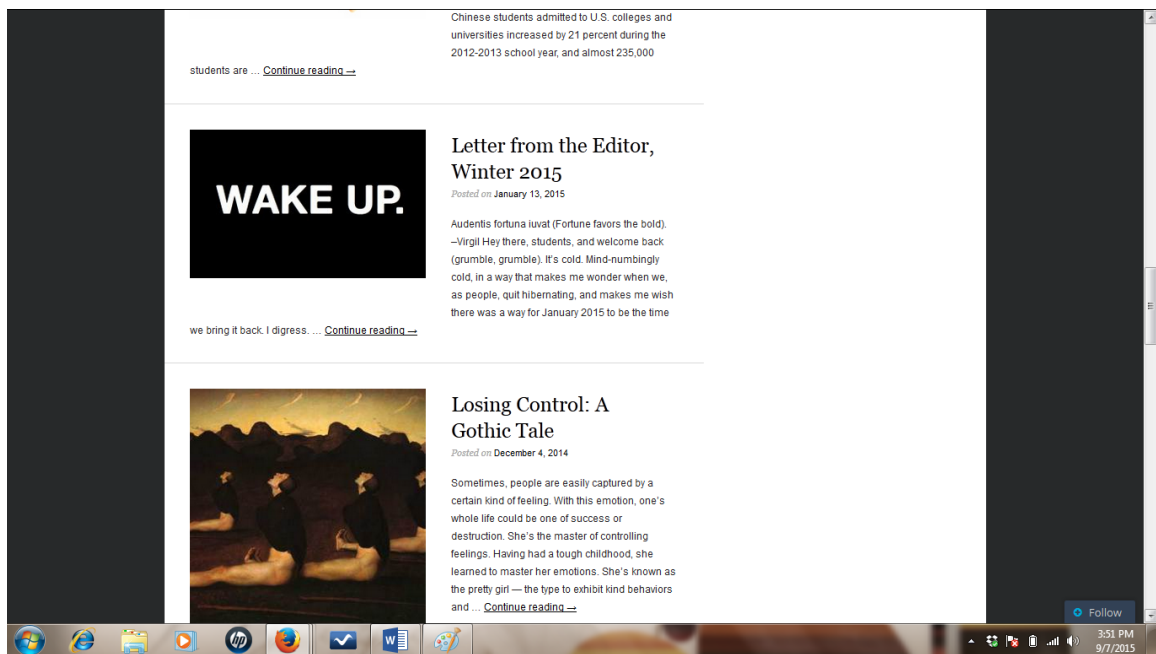 Chinese students admitted to U.S. colleges and
universities increased by 21 percent during the
2012-2013 school year, and almost 235,000
students are … Continue reading →
WAKE UP.
Letter from the Editor,
Winter 2015
Posted on January 13, 2015
Audentis fortuna iuvat (Fortune favors the bold).
–Virgil Hey there, students, and welcome back
(grumble, grumble). It's cold. Mind-numbingly
cold, in a way that makes me wonder when we,
as people, quit hibernating, and makes me wish
there was a way for January 2015 to be the time
we bring it back. I digress. … Continue reading →
Losing Control: A
Gothic Tale
Posted on December 4, 2014
Sometimes, people are easily captured by a
certain kind of feeling. With this emotion, one's
whole life could be one of success or
destruction. She's the master of controlling
feelings. Having had a tough childhood, she
learned to master her emotions. She's known as
the pretty girl — the type to exhibit kind behaviors
and … Continue reading →
Follow
hp
W
3:51 PM
9/7/2015